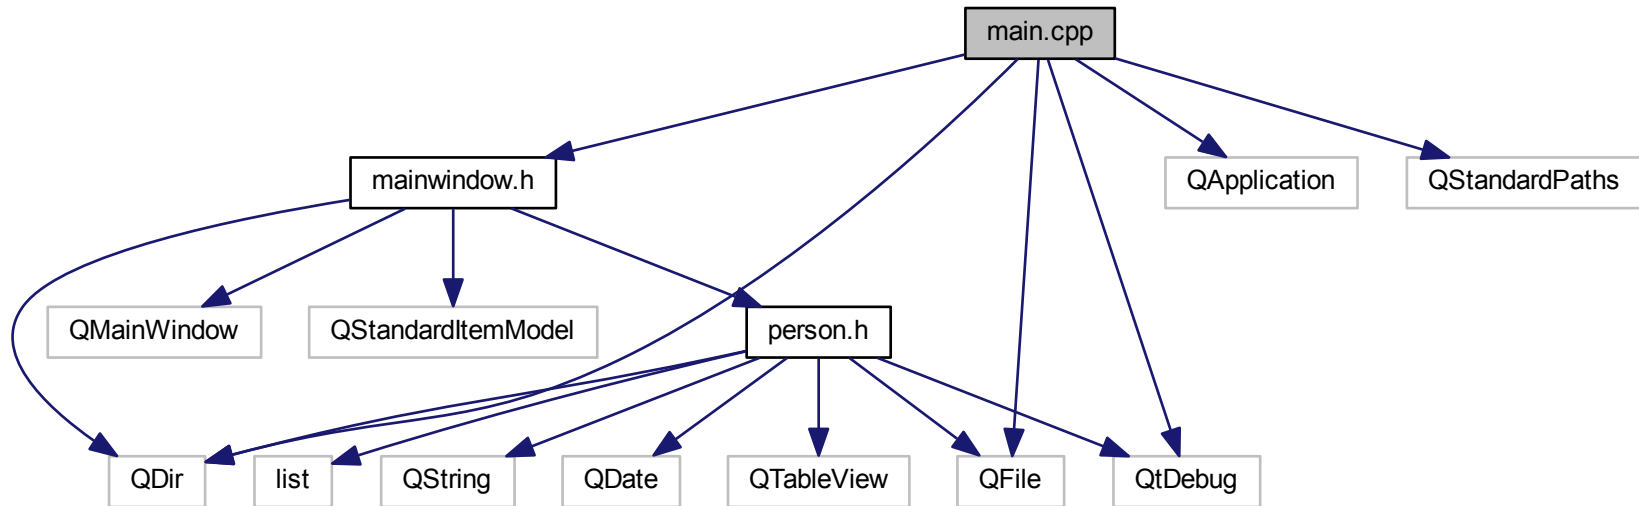 main.cpp
mainwindow.h
QApplication
QStandardPaths
QMainWindow
QStandardItemModel
person.h
QDir
list
QString
QDate
QTableView
QFile
QtDebug